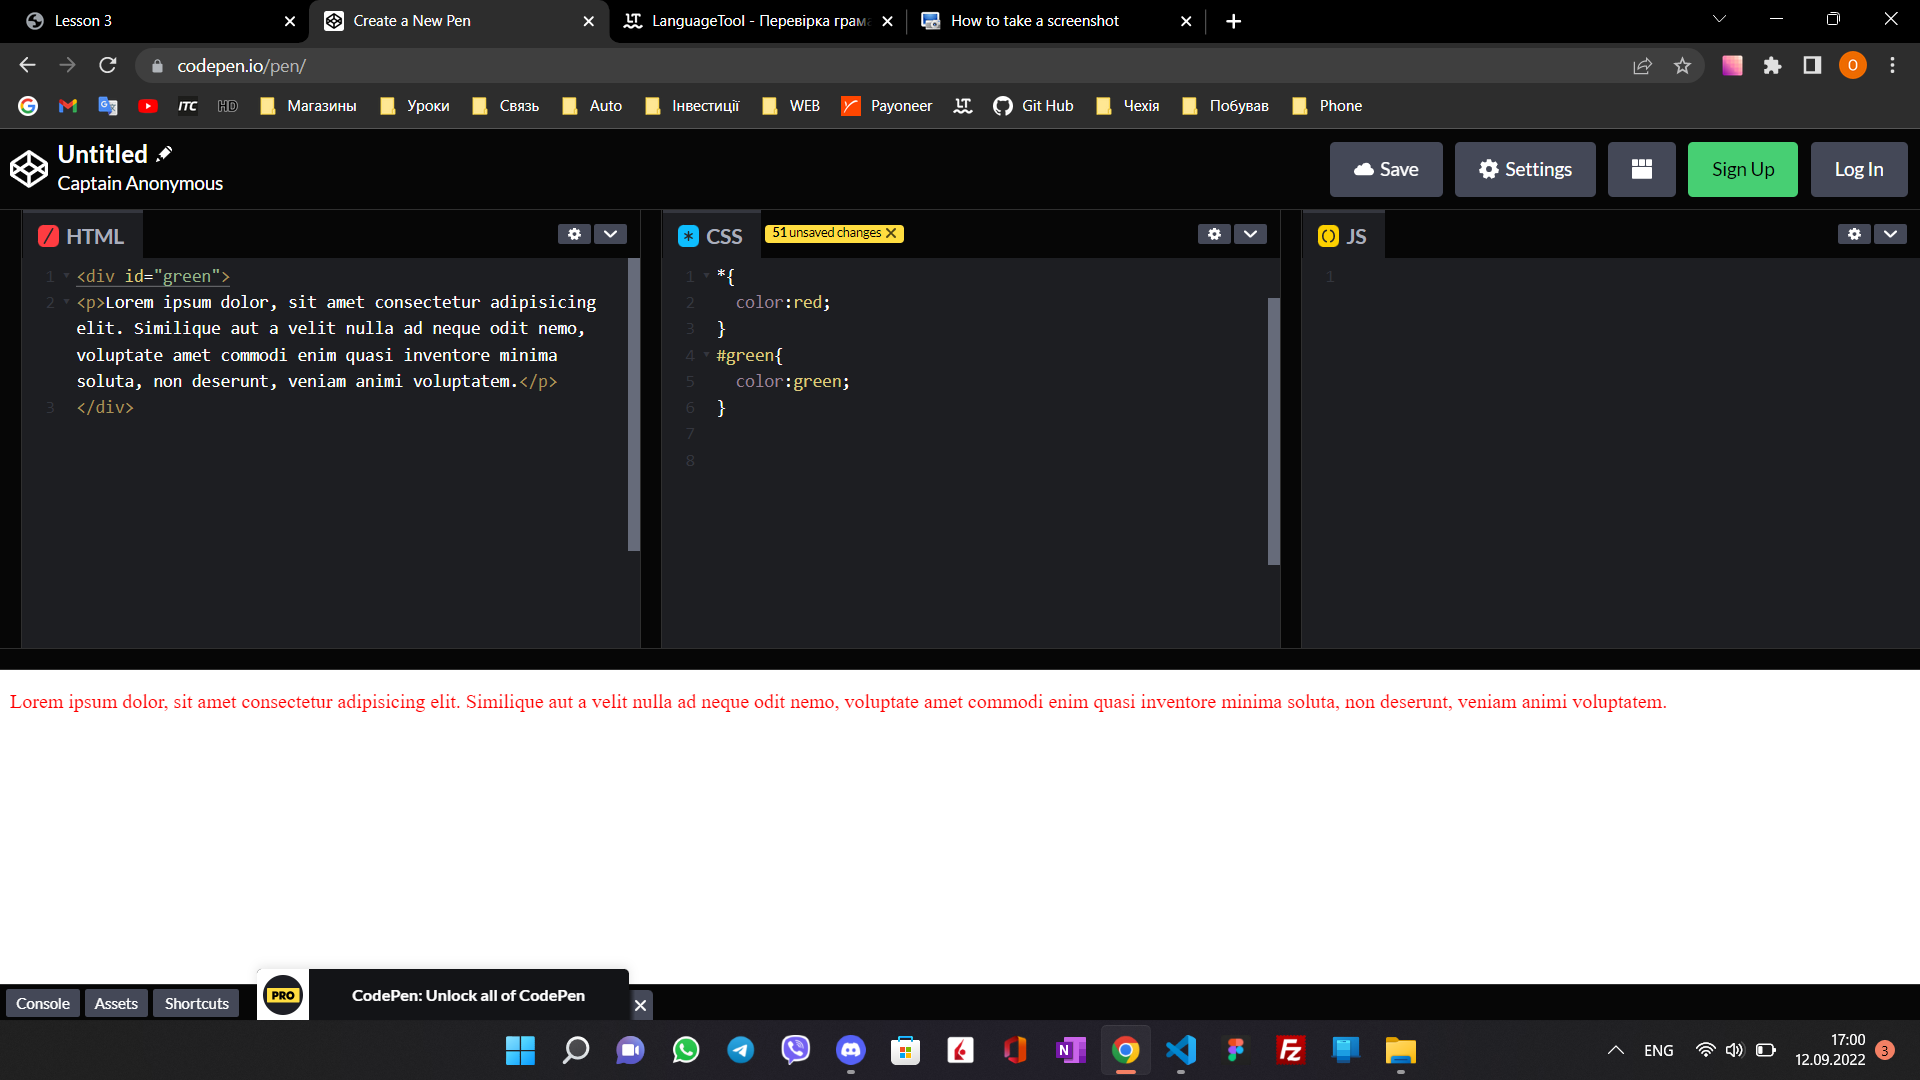 Lesson 3
Create a New Pen
LanguageTool - Перевірка грам
How to take a screenshot
codepen.io/pen/
O
ITC
HD
Магазины
Уроки
Связь
Auto
Інвестиції
WEB
Payoneer
LT
Git Hub
Чехія
Побував
Phone
Untitled
Captain Anonymous
Save
Settings
Sign Up
Log In
HTML
CSS
51 unsaved changes
JS
1 <div id="green">
2 <p>Lorem ipsum dolor, sit amet consectetur adipisicing
elit. Similique aut a velit nulla ad neque odit nemo,
voluptate amet commodi enim quasi inventore minima
soluta, non deserunt, veniam animi voluptatem.</p>
3 </div>
1 *{
2 color:red;
3 }
4 #green{
5 color:green;
6 }
7
8
1
Lorem ipsum dolor, sit amet consectetur adipisicing elit. Similique aut a velit nulla ad neque odit nemo, voluptate amet commodi enim quasi inventore minima soluta, non deserunt, veniam animi voluptatem.
Console
Assets
Shortcuts
PRO
CodePen: Unlock all of CodePen
N
Fz
ENG
17:00
12.09.2022
3